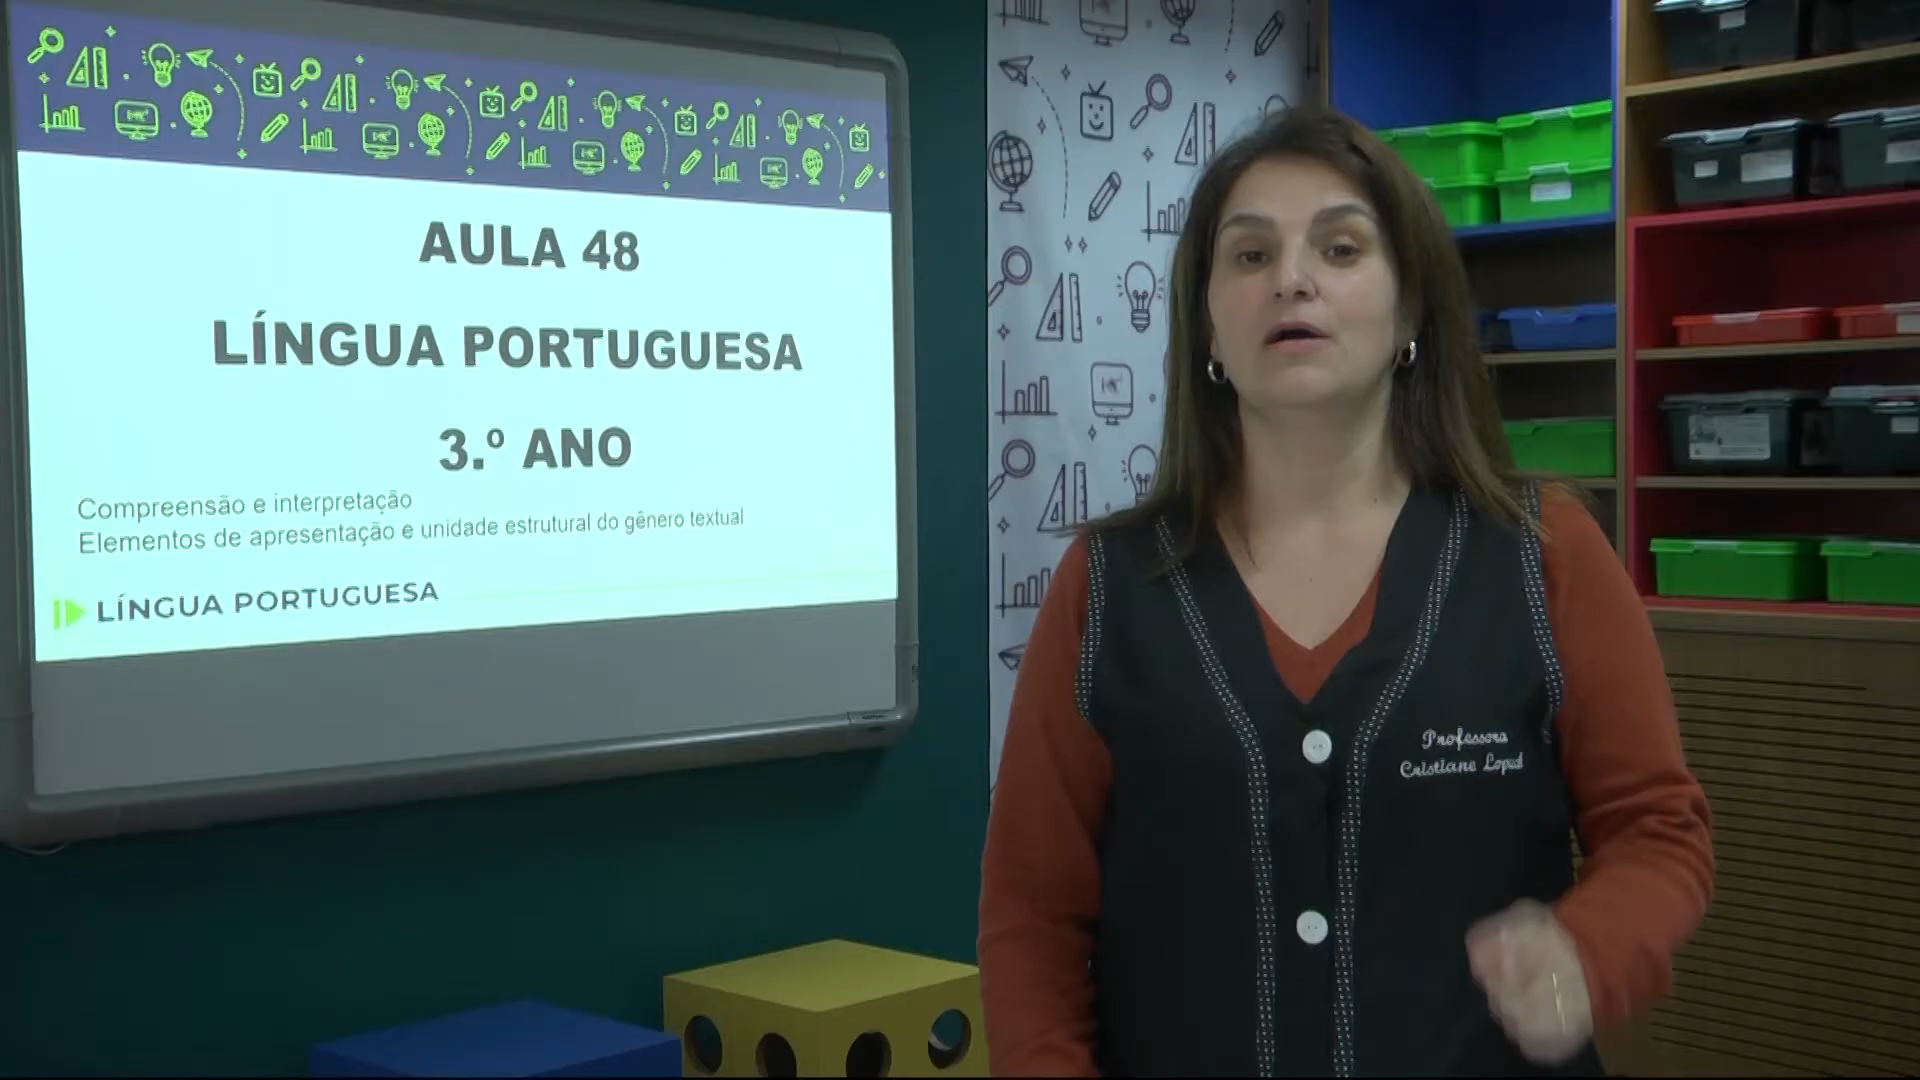 AULA 48
LÍNGUA PORTUGUESA
3.º ANO
Compreensão e interpretação
Elementos de apresentação e unidade estrutural do gênero textual
LÍNGUA PORTUGUESA
Professora
Cristiane